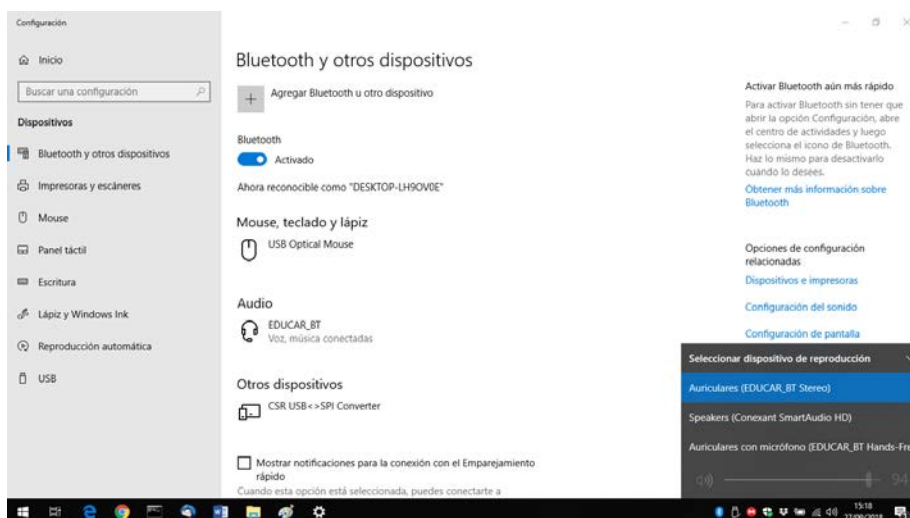 Configuración
Inicio
Buscar una configuración
Dispositivos
Bluetooth y otros dispositivos
Impresoras y escáneres
Mouse
Panel táctil
Escritura
Lápiz y Windows Ink
Reproducción automática
USB
Bluetooth y otros dispositivos
Agregar Bluetooth u otro dispositivo
Bluetooth
Activado
Ahora reconocible como "DESKTOP-LH9OV0E"
Mouse, teclado y lápiz
USB Optical Mouse
Audio
EDUCAR_BT
Voz, música conectadas
Otros dispositivos
CSR USB<>SPI Converter
Mostrar notificaciones para la conexión con el Emparejamiento
rápido
Cuando esta opción está seleccionada, puedes conectarte a
Activar Bluetooth aún más rápido
Para activar Bluetooth sin tener que
abrir la opción Configuración, abre
el centro de actividades y luego
selecciona el icono de Bluetooth.
Haz lo mismo para desactivarlo
cuando lo desees.
Obtener más información sobre
Bluetooth
Opciones de configuración
relacionadas
Dispositivos e impresoras
Configuración del sonido
Configuración de pantalla
Seleccionar dispositivo de reproducción
Auriculares (EDUCAR_BT Stereo)
Speakers (Conexant SmartAudio HD)
Auriculares con micrófono (EDUCAR_BT Hands-Fre
94
15:18
27/09/2018